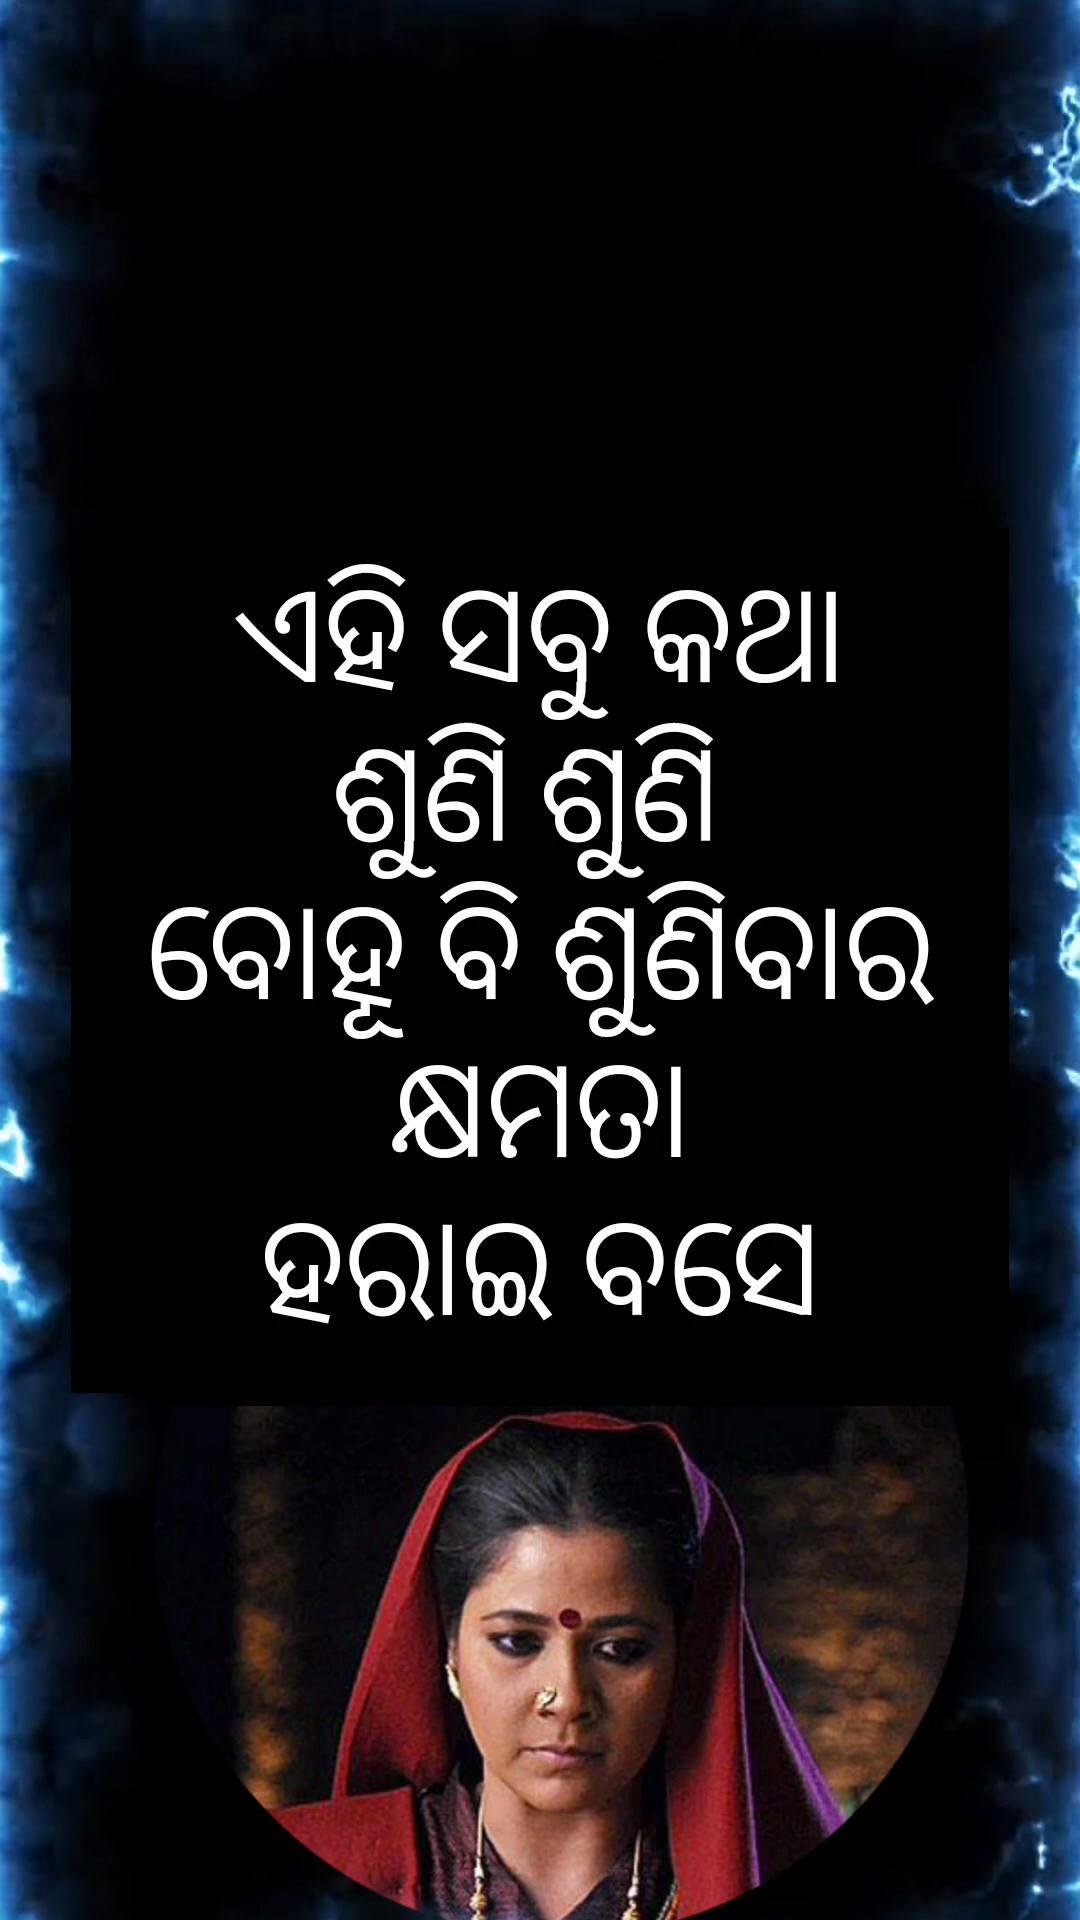 ଏହି ସବୁ କଥା
ଶୁଣି ଶୁଣି
ବୋହୂ ବି ଶୁଣିବାର
କ୍ଷମତା
ହରାଇ ବସେ